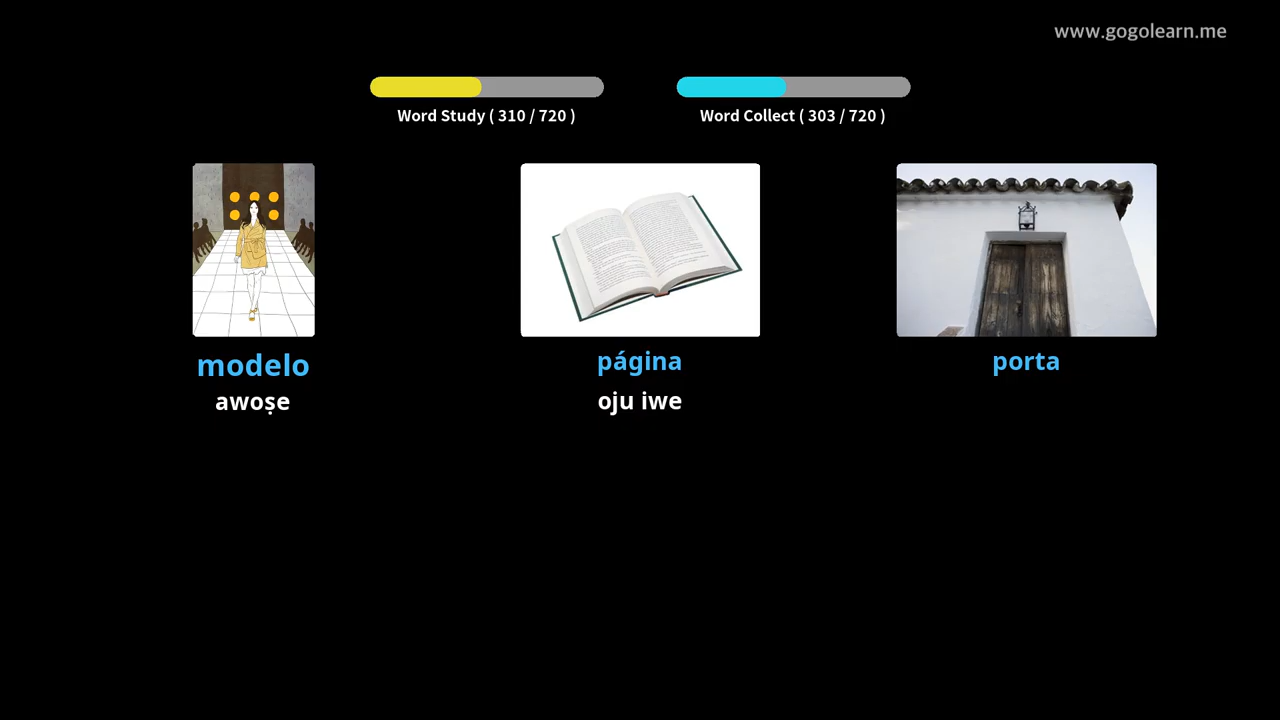 www.gogolearn.me
Word Study ( 310 / 720 )
Word Collect ( 303 / 720 )
modelo
awoṣe
página
oju iwe
porta